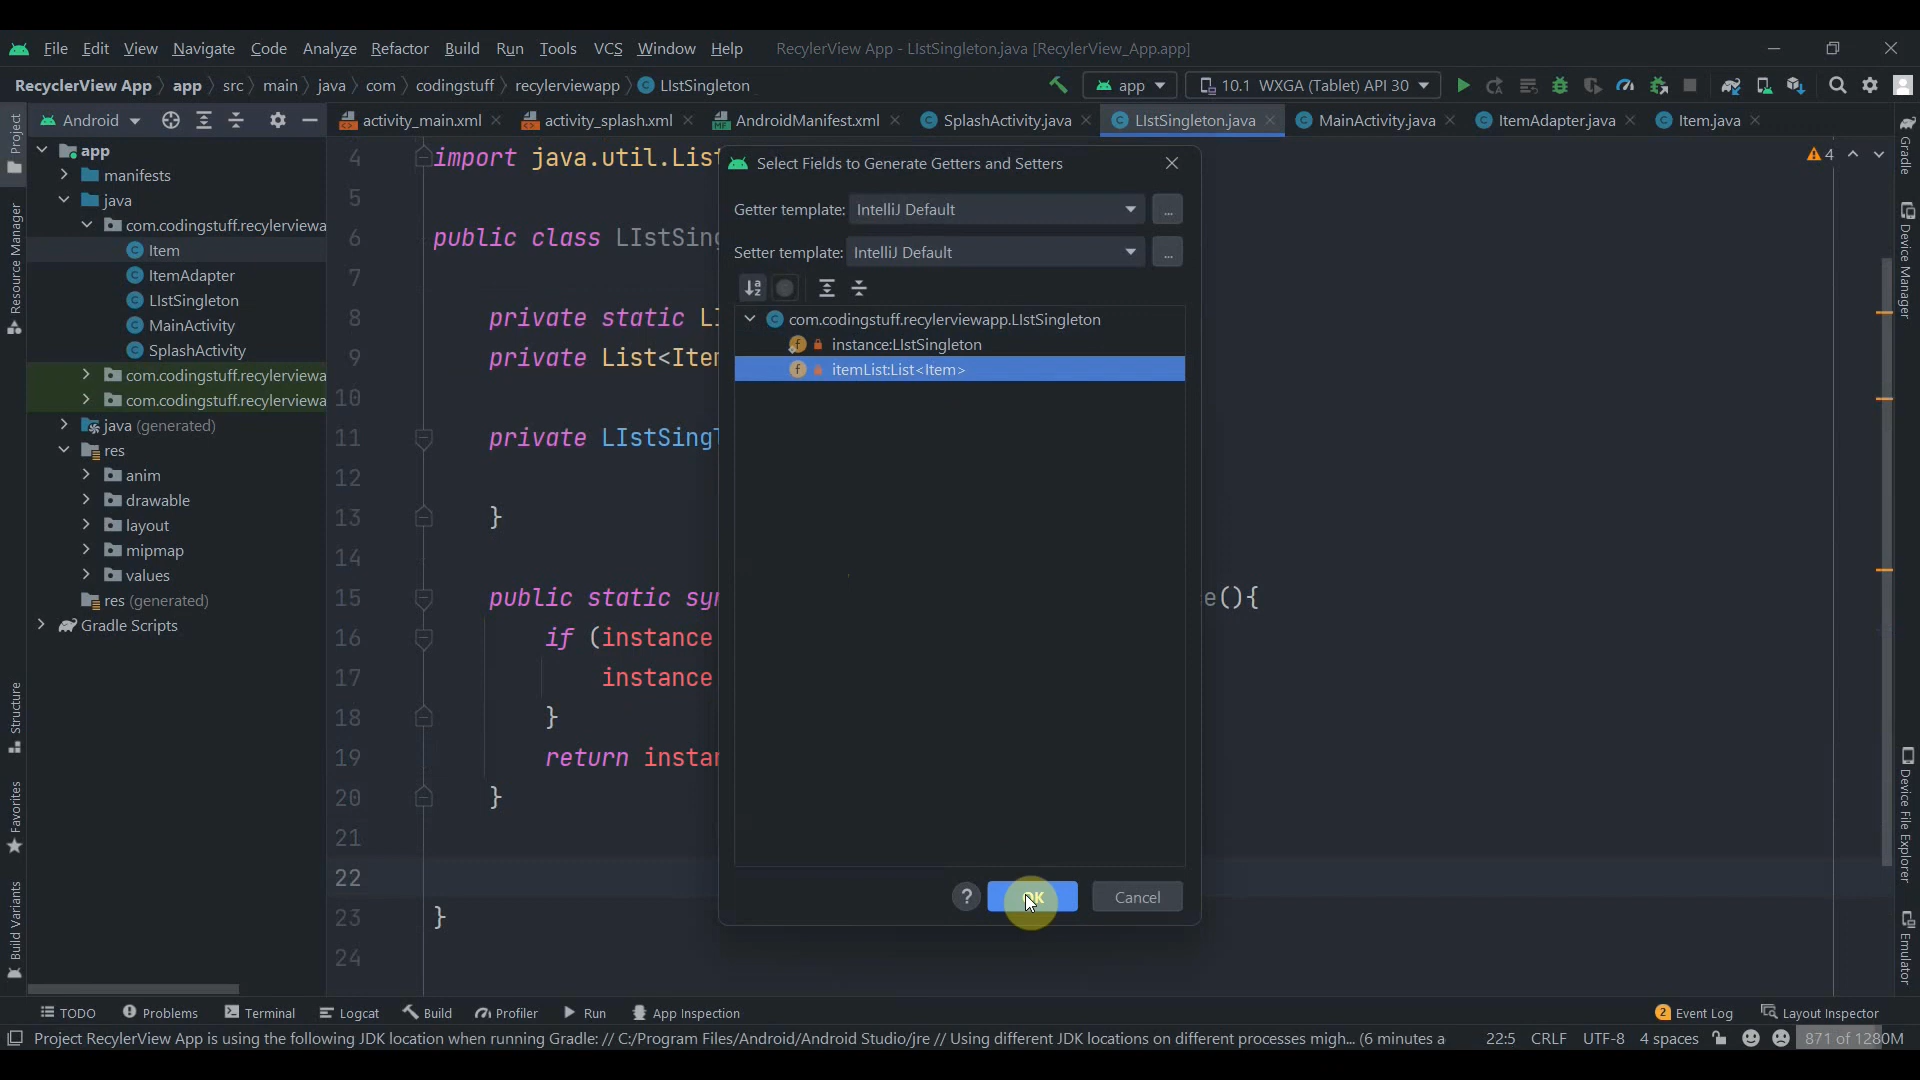 File Edit View Navigate Code Analyze Refactor Build Run Tools VCS Window Help RecyclerView App - LIstSingleton.java [RecylerView_App.app]
RecyclerView App app src main java com codingstuff recylerviewapp LIstSingleton app 10.1 WXGA (Tablet) API 30
Android activity_main.xml activity_splash.xml AndroidManifest.xml SplashActivity.java LIstSingleton.java MainActivity.java ItemAdapter.java Item.java
Project
Resource Manager
Structure
Favorites
Build Variants
app
manifests
java
com.codingstuff.recylerviewa
Item
ItemAdapter
LIstSingleton
MainActivity
SplashActivity
com.codingstuff.recylerviewa
com.codingstuff.recylerviewa
java (generated)
res
anim
drawable
layout
mipmap
values
res (generated)
Gradle Scripts
4 import java.util.List
5
6 public class LIstSing
7
8 private static LI
9 private List<Item
10
11 private LIstSingl
12
13 }
14
15 public static syn e(){
16 if (instance
17 instance
18 }
19 return instan
20 }
21
22
23 }
24
4
Select Fields to Generate Getters and Setters
Getter template: IntelliJ Default ...
Setter template: IntelliJ Default ...
com.codingstuff.recylerviewapp.LIstSingleton
instance:LIstSingleton
itemList:List<Item>
? OK Cancel
Gradle
Device Manager
Device File Explorer
Emulator
TODO Problems Terminal Logcat Build Profiler Run App Inspection 2 Event Log Layout Inspector
Project RecylerView App is using the following JDK location when running Gradle: // C:/Program Files/Android/Android Studio/jre // Using different JDK locations on different processes migh... (6 minutes a 22:5 CRLF UTF-8 4 spaces 871 of 1280M